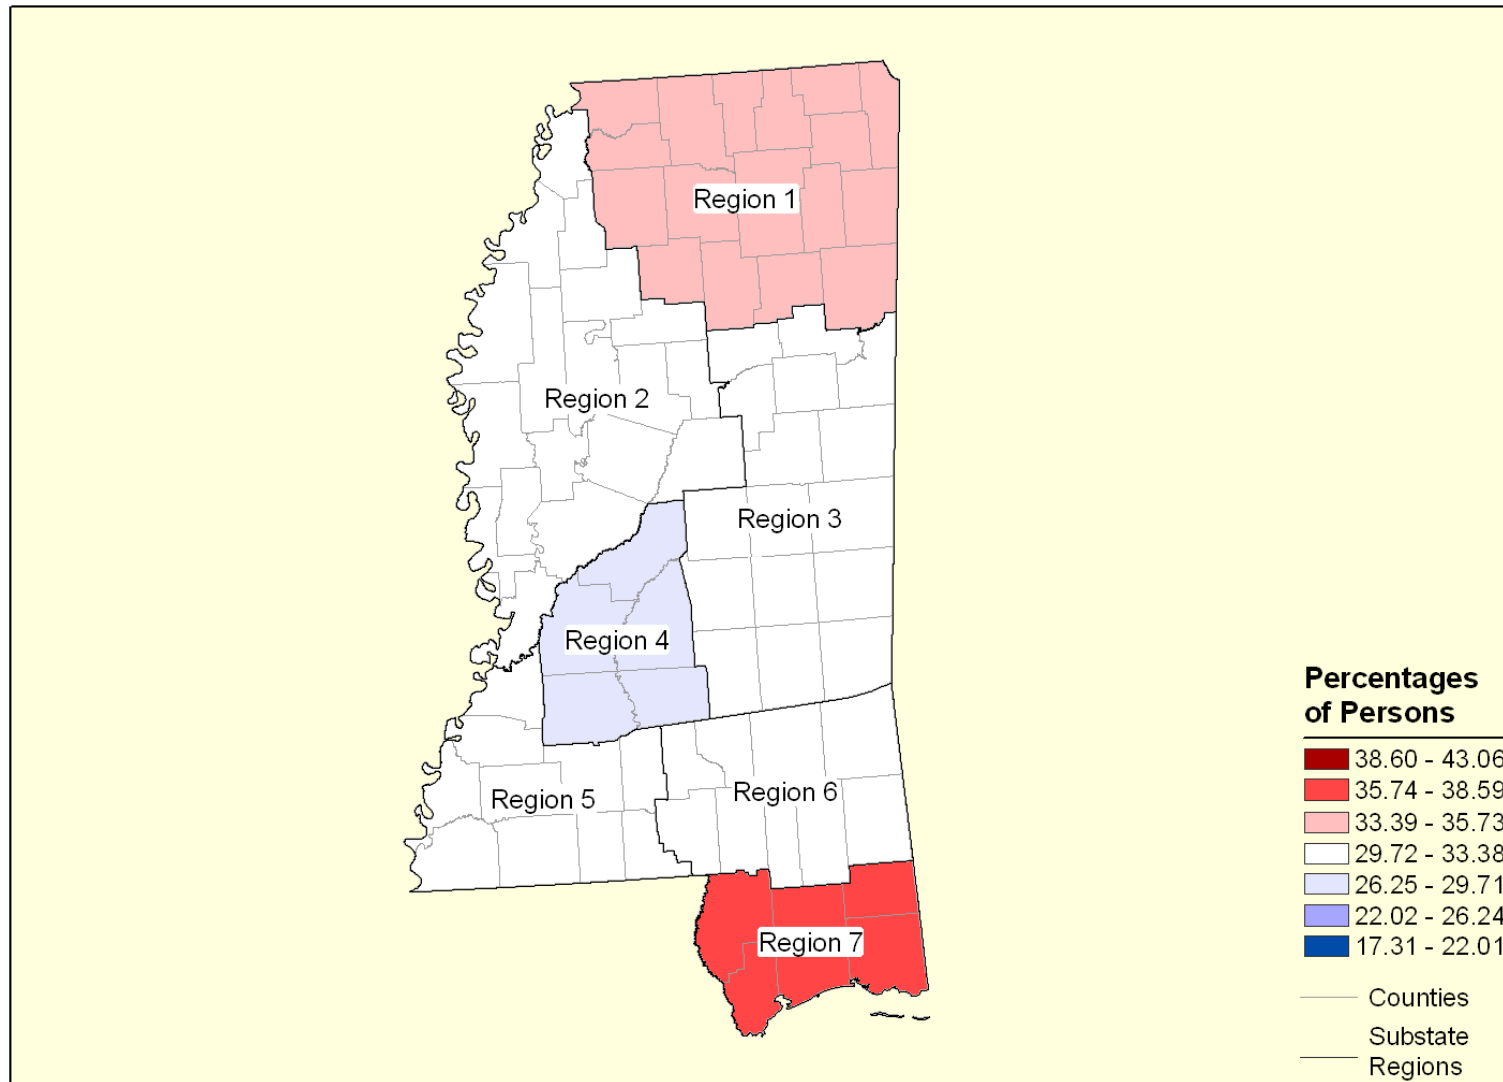 Region 1
Region 2
Region 3
Region 4
Region 5
Region 6
Region 7
Percentages
of Persons
38.60 - 43.06
35.74 - 38.59
33.39 - 35.73
29.72 - 33.38
26.25 - 29.71
22.02 - 26.24
17.31 - 22.01
Counties
Substate
Regions